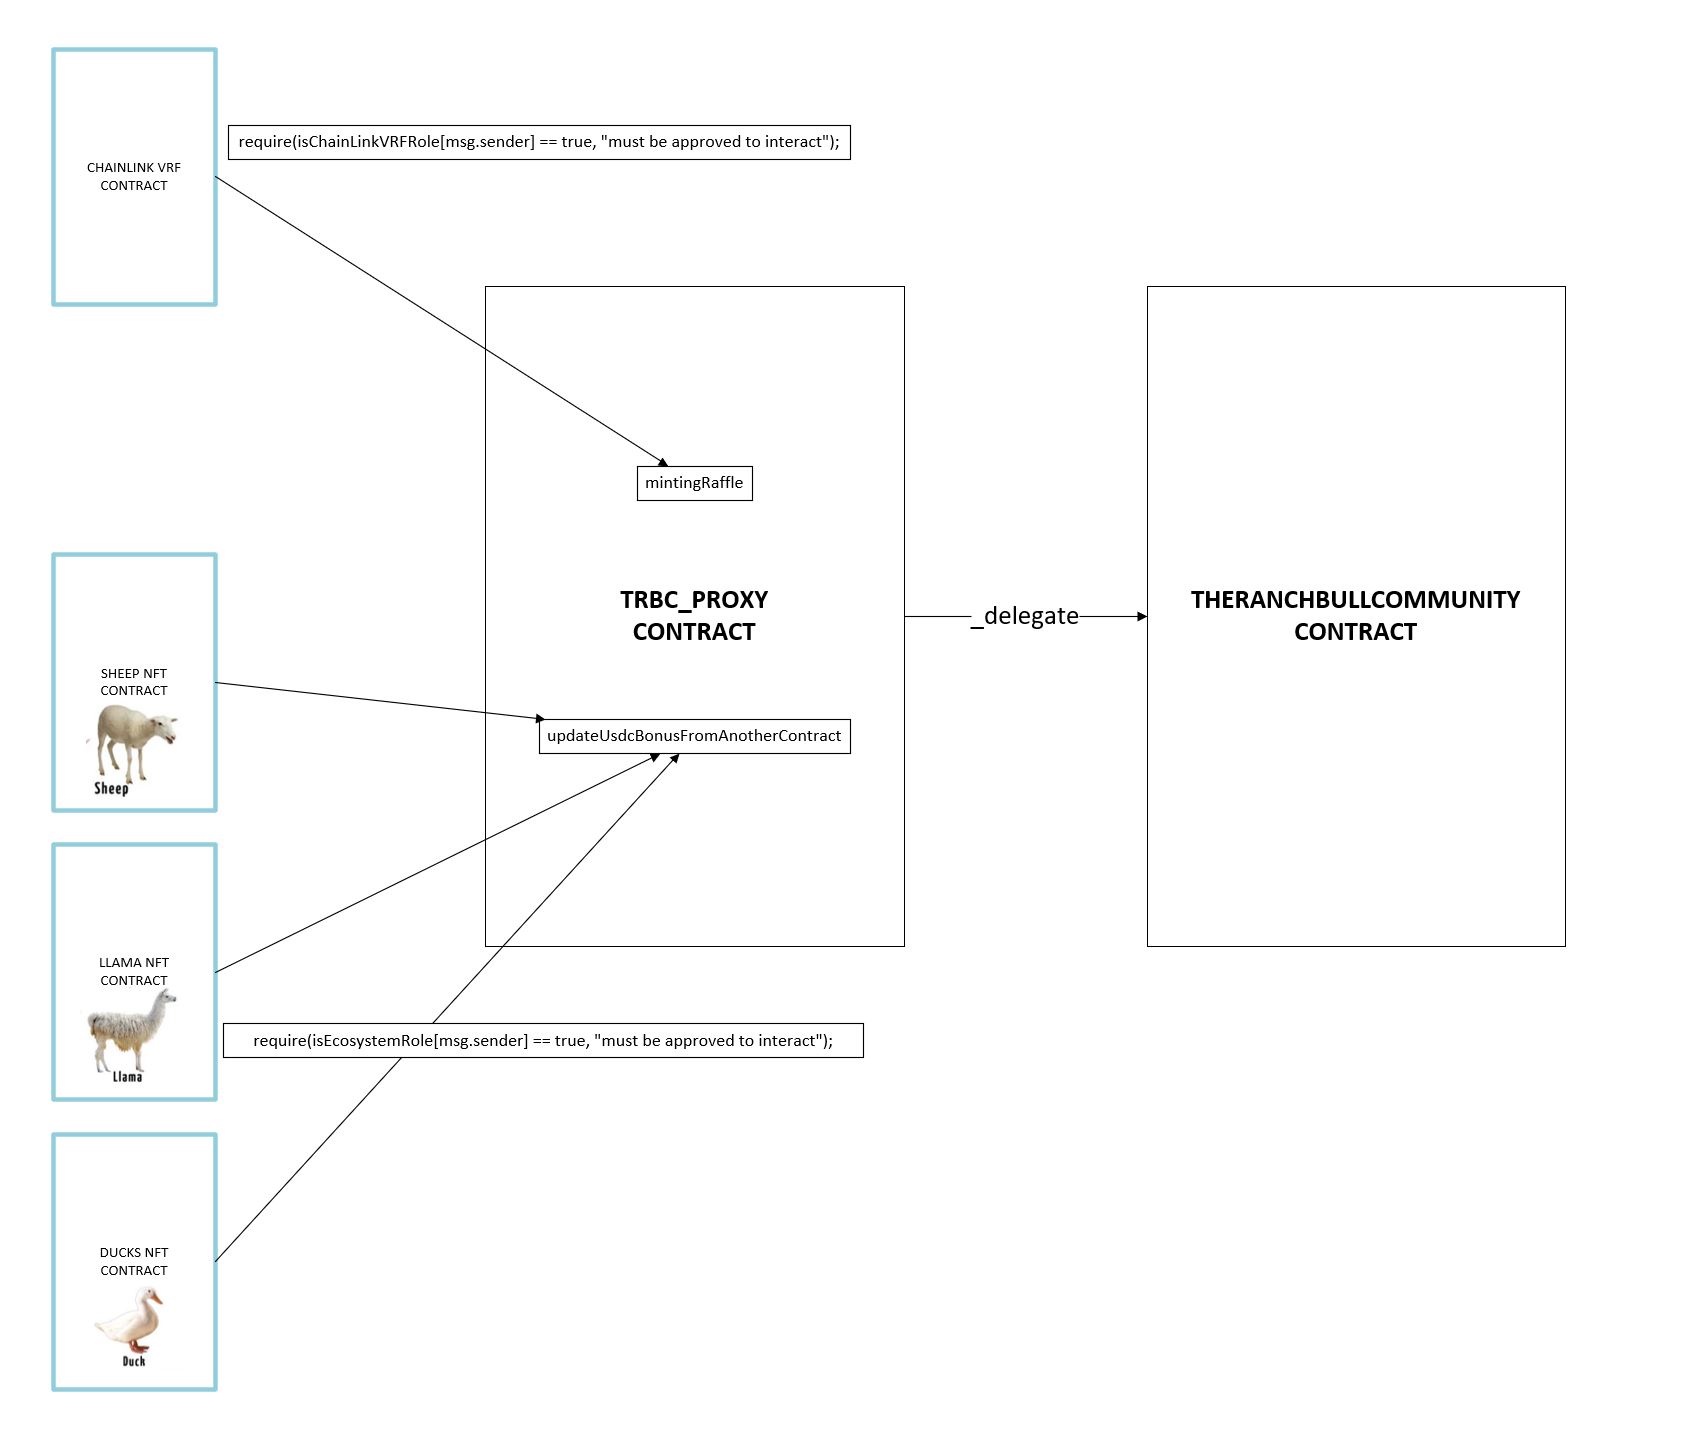 CHAINLINK VRF
CONTRACT
require(isChainLinkVRFRole[msg.sender] == true, "must be approved to interact");
mintingRaffle
TRBC_PROXY
CONTRACT
_delegate
THERANCHBULLCOMMUNITY
CONTRACT
SHEEP NFT
CONTRACT
Sheep
updateUsdcBonusFromAnotherContract
LLAMA NFT
CONTRACT
Llama
require(isEcosystemRole[msg.sender] == true, "must be approved to interact");
DUCKS NFT
CONTRACT
Duck